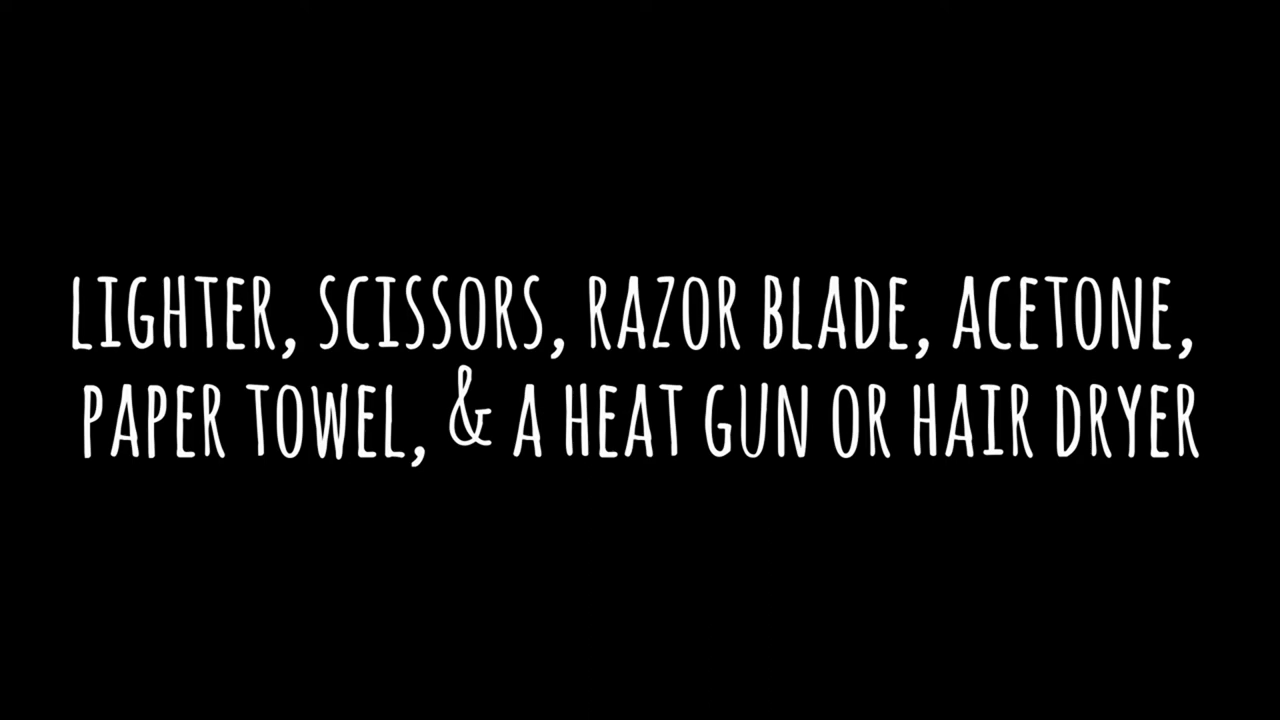 LIGHTER, SCISSORS, RAZOR BLADE, ACETONE,
PAPER TOWEL, & A HEAT GUN OR HAIR DRYER